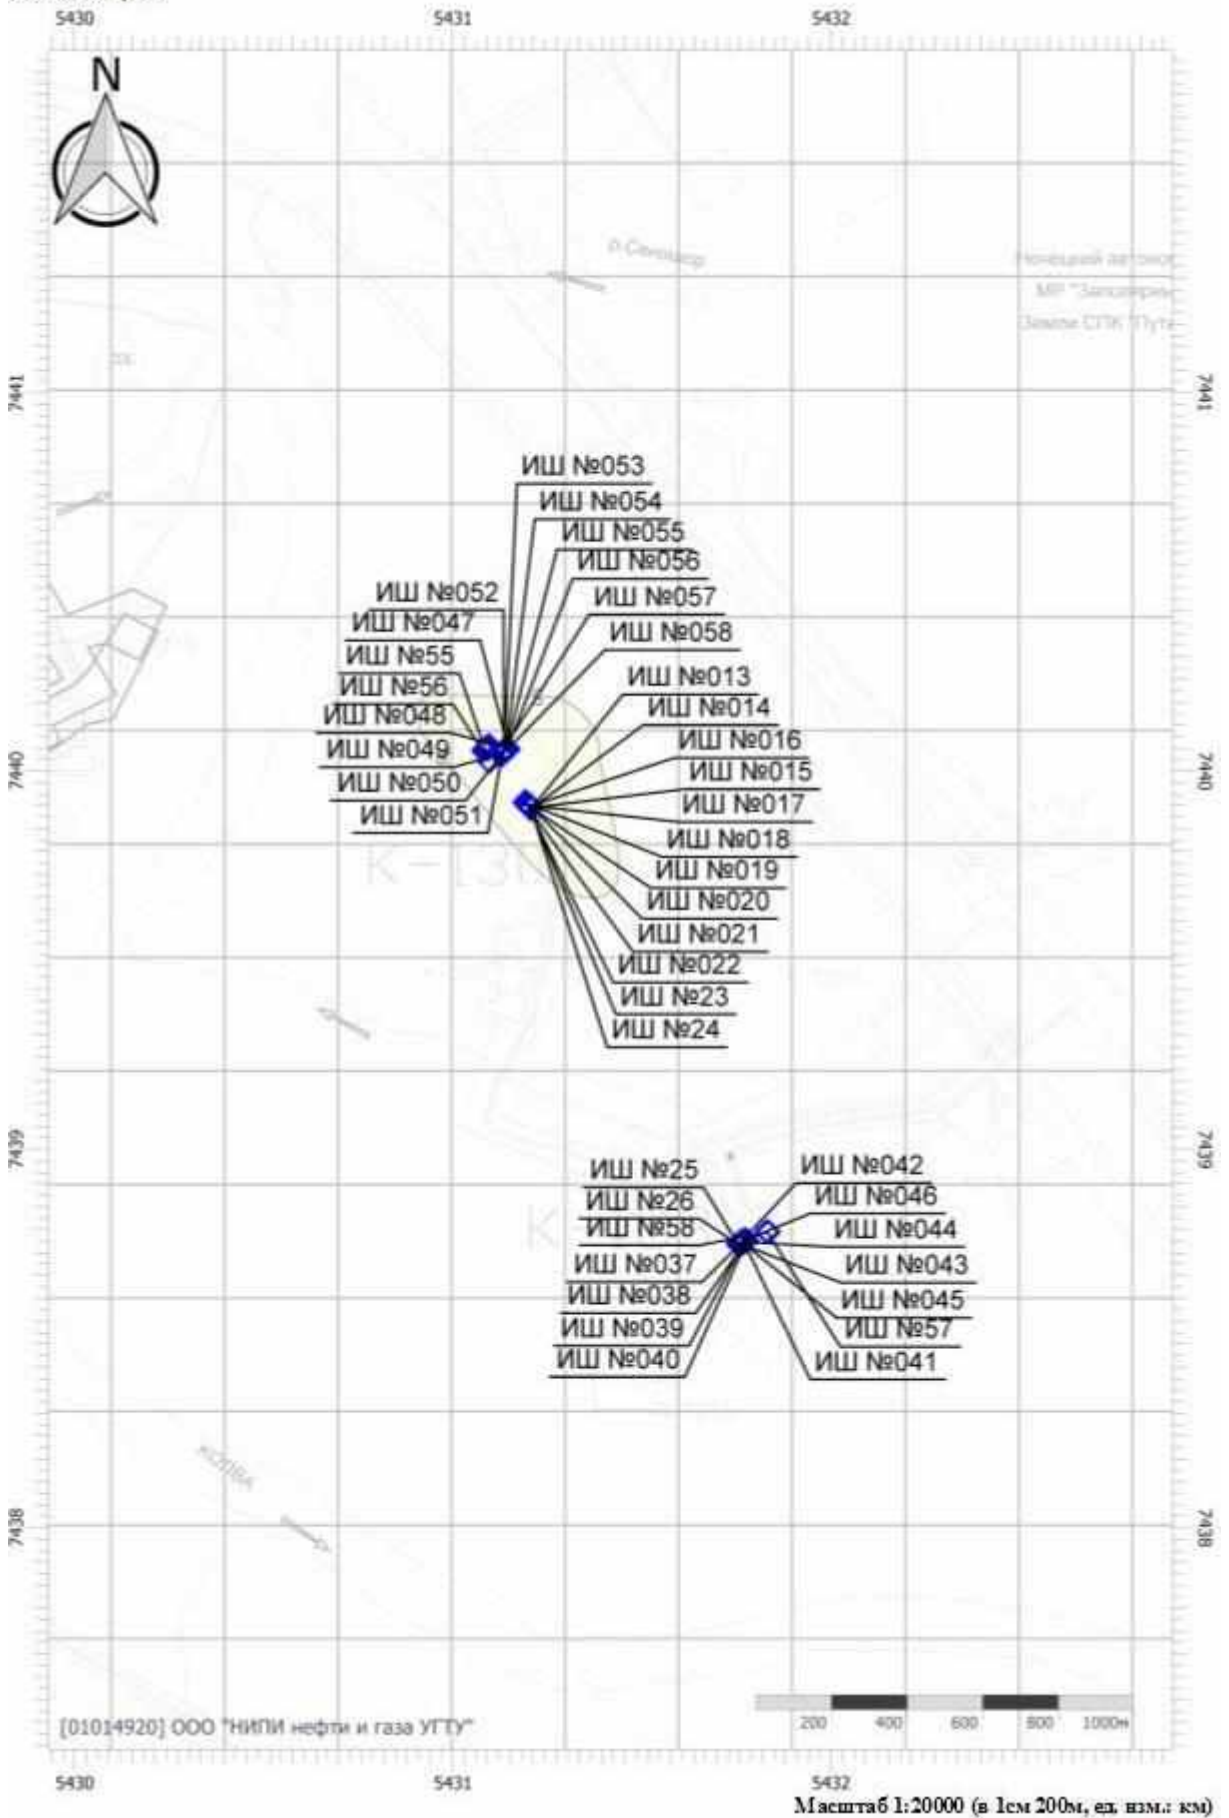 5430 5431 5432
N
р.Сенюшор
7441 7441
ИШ №053
ИШ №054
ИШ №055
ИШ №056
ИШ №052
ИШ №057
ИШ №047
ИШ №058
ИШ №55
ИШ №013
ИШ №56
ИШ №014
ИШ №048
ИШ №016
ИШ №049
7440 7440
ИШ №015
ИШ №050
ИШ №017
ИШ №051
ИШ №018
ИШ №019
ИШ №020
ИШ №021
ИШ №022
ИШ №23
ИШ №24
7439 7439
ИШ №25
ИШ №042
ИШ №26
ИШ №046
ИШ №58
ИШ №044
ИШ №037
ИШ №043
ИШ №038
ИШ №045
ИШ №039
ИШ №57
ИШ №040
ИШ №041
7438 7438
[01014920] ООО "НИПИ нефти и газа УГТУ"
200 400 600 800 1000м
5430 5431 5432
Масштаб 1:20000 (в 1см 200м, ед. изм.: км)